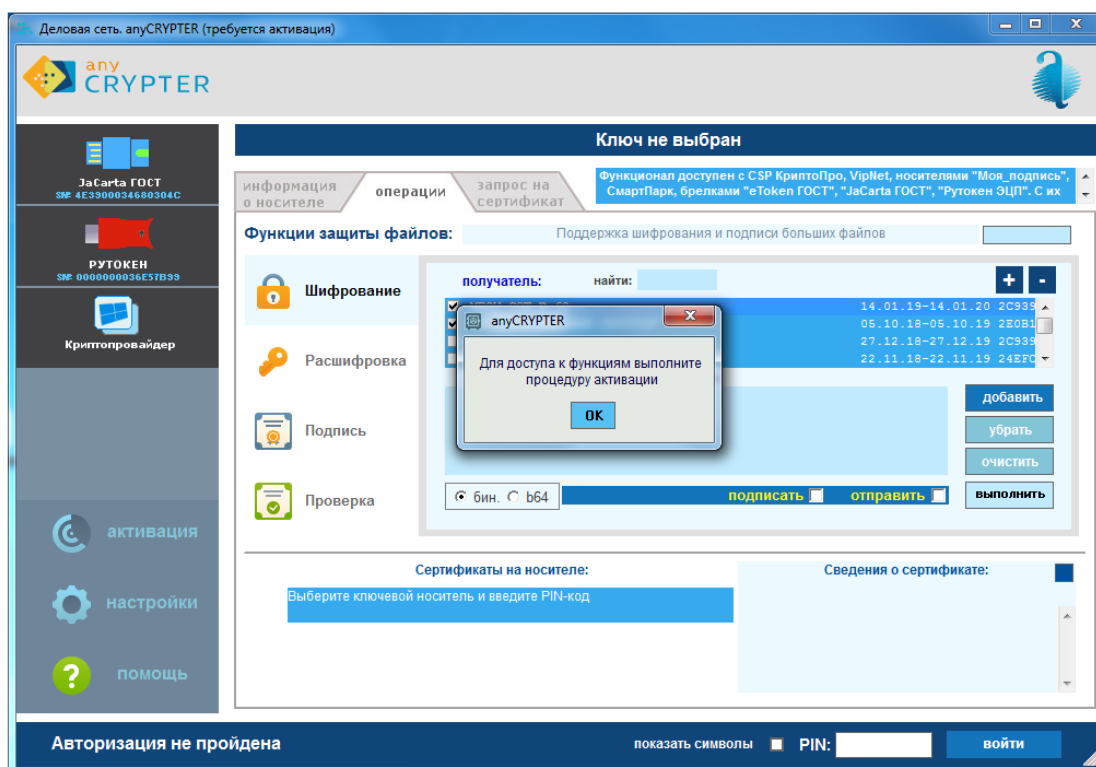 Деловая сеть. anyCRYPTER (требуется активация)
any
CRYPTER
JaCarta ГОСТ
SN#: 4E3900034680304C
РУТОКЕН
SN#: 0000000036E57B99
Криптопровайдер
активация
настройки
помощь
Ключ не выбран
информация
о носителе
операции
запрос на
сертификат
Функционал доступен с CSP КриптоПро, VipNet, носителями "Моя_подпись",
СмартПарк, брелками "eToken ГОСТ", "JaCarta ГОСТ", "Рутокен ЭЦП". С их
Функции защиты файлов:
Поддержка шифрования и подписи больших файлов
Шифрование
Расшифровка
Подпись
Проверка
получатель:
найти:
+ -
14.01.19-14.01.20 2C939
05.10.18-05.10.19 2E0B1
27.12.18-27.12.19 2C939
22.11.18-22.11.19 24EFC
anyCRYPTER
Для доступа к функциям выполните
процедуру активации
OK
добавить
убрать
очистить
бин. b64
подписать
отправить
выполнить
Сертификаты на носителе:
Выберите ключевой носитель и введите PIN-код
Сведения о сертификате:
Авторизация не пройдена
показать символы
PIN:
войти